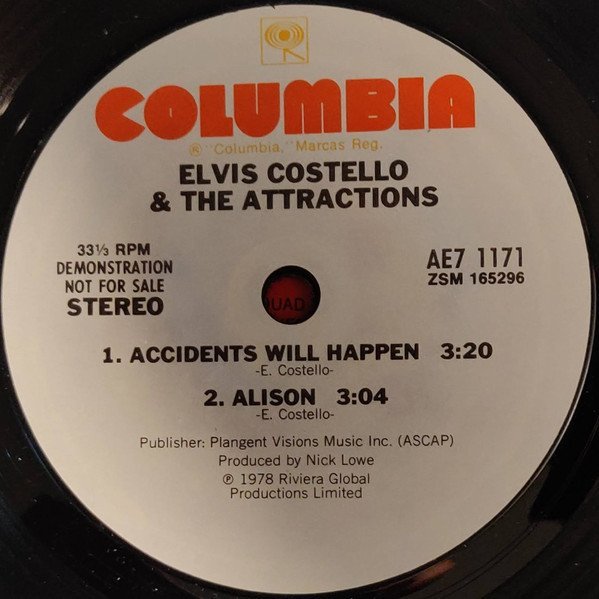 COLUMBIA
® "Columbia," Marcas Reg.
ELVIS COSTELLO
& THE ATTRACTIONS
33⅓ RPM
DEMONSTRATION
NOT FOR SALE
STEREO
AE7 1171
ZSM 165296
QUAD
1. ACCIDENTS WILL HAPPEN 3:20
-E. Costello-
2. ALISON 3:04
-E. Costello-
Publisher: Plangent Visions Music Inc. (ASCAP)
Produced by Nick Lowe
℗ 1978 Riviera Global
Productions Limited